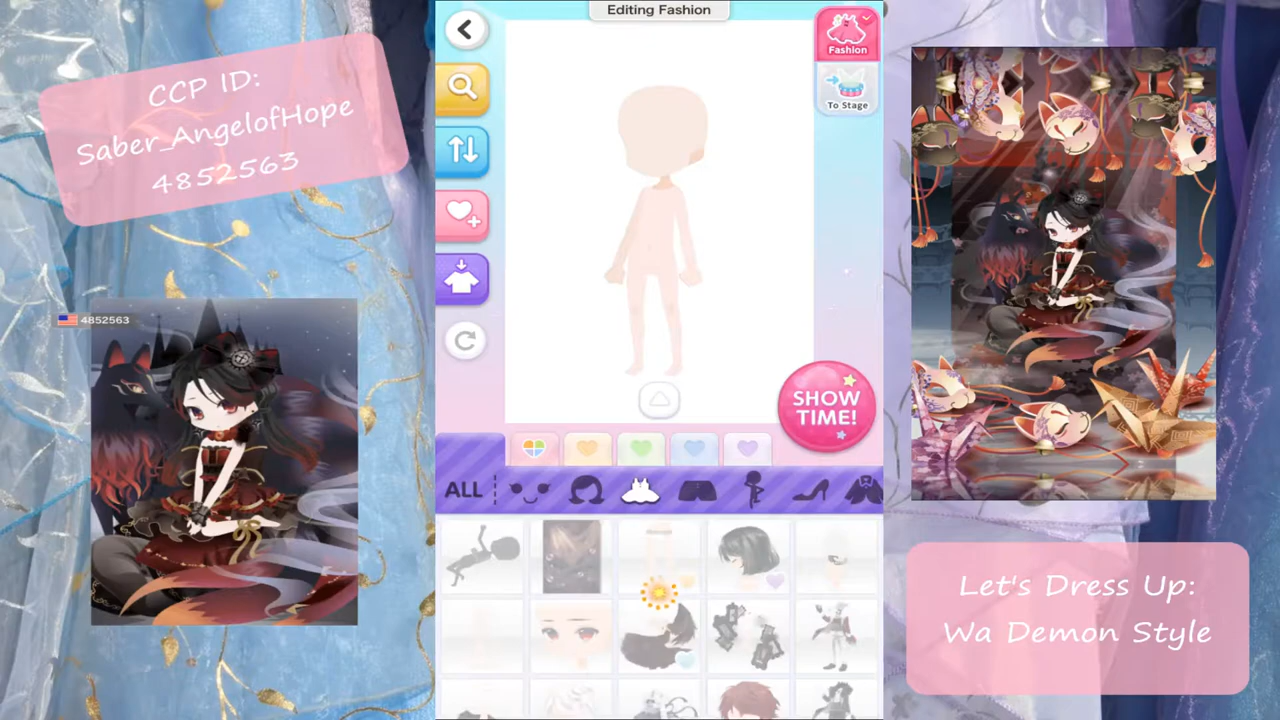 CCP ID:
Saber_AngelofHope
4852563
4852563
Editing Fashion
Fashion
To Stage
SHOW
TIME!
ALL
Let's Dress Up:
Wa Demon Style